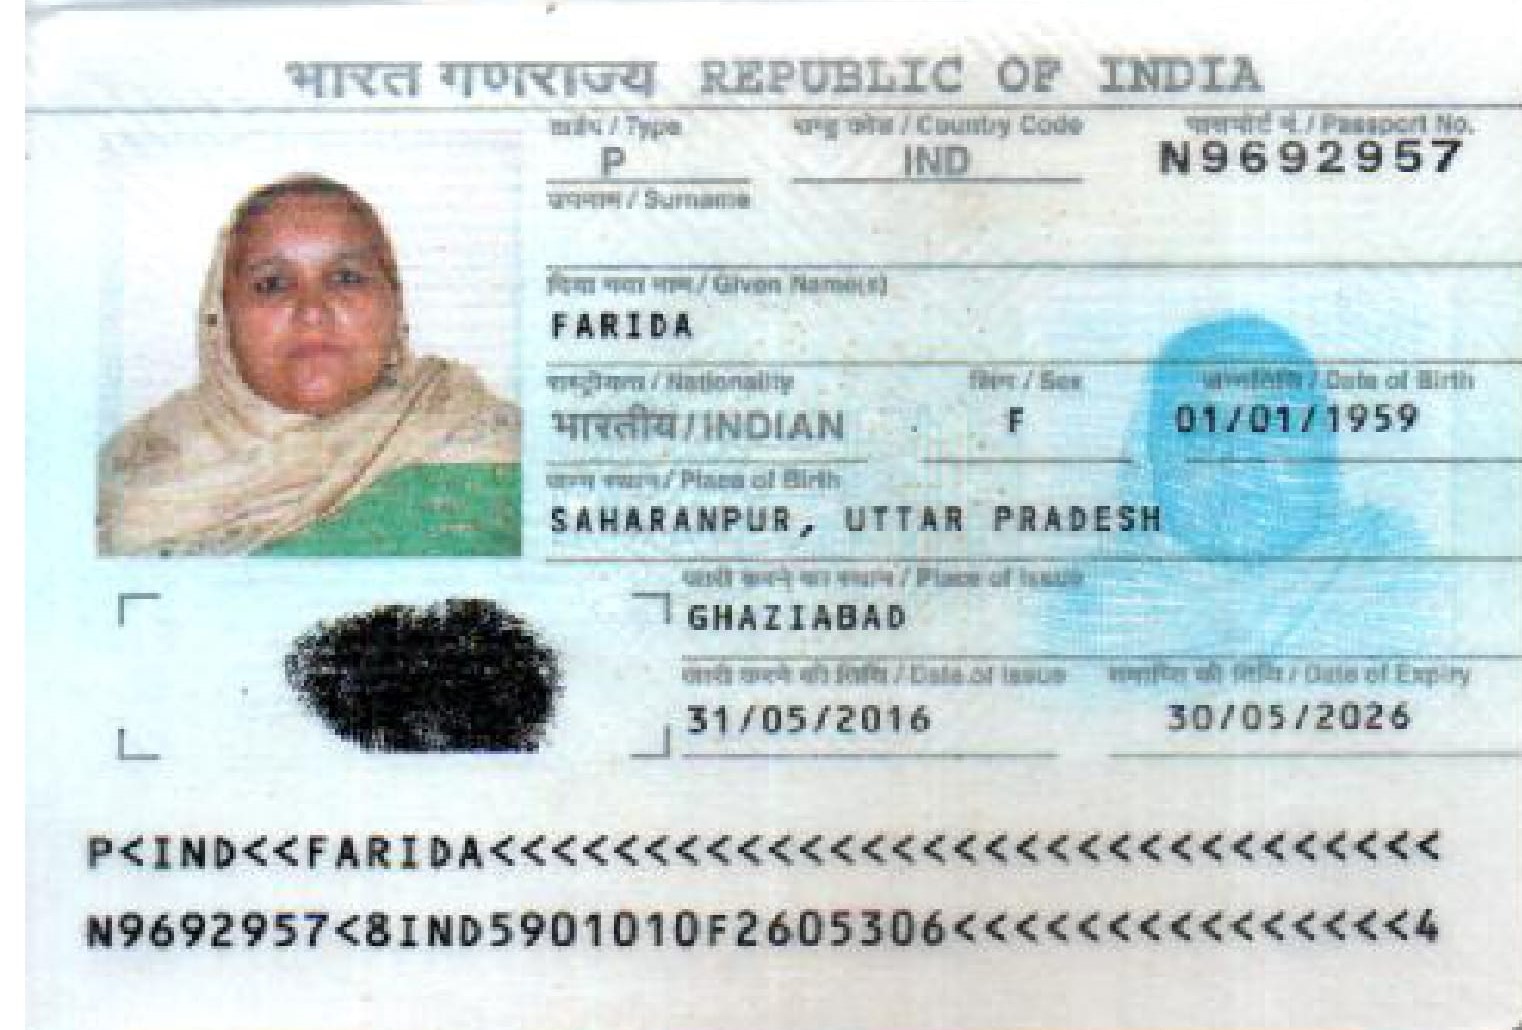 भारत गणराज्य REPUBLIC OF INDIA
टाईप / Type
P
राष्ट्र कोड / Country Code
IND
पासपोर्ट नं. / Passport No.
N9692957
उपनाम / Surname
दिया गया नाम / Given Name(s)
FARIDA
राष्ट्रीयता / Nationality
भारतीय/INDIAN
लिंग / Sex
F
जन्मतिथि / Date of Birth
01/01/1959
जन्म स्थान / Place of Birth
SAHARANPUR, UTTAR PRADESH
जारी करने का स्थान / Place of Issue
GHAZIABAD
जारी करने की तिथि / Date of Issue
31/05/2016
समाप्ति की तिथि / Date of Expiry
30/05/2026
P<IND<<FARIDA<<<<<<<<<<<<<<<<<<<<<<<<<<<<<<<
N9692957<8IND5901010F2605306<<<<<<<<<<<<<<<4